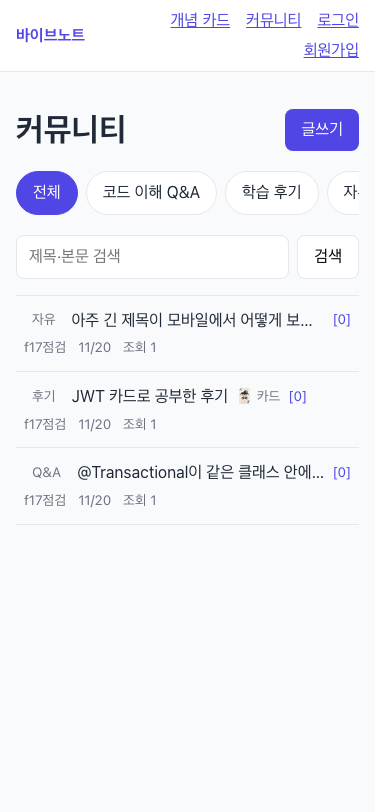 바이브노트
개념 카드 커뮤니티 로그인
회원가입
커뮤니티
글쓰기
전체 코드 이해 Q&A 학습 후기
제목·본문 검색 검색
자유 아주 긴 제목이 모바일에서 어떻게 보... [0]
f17점검 11/20 조회 1
후기 JWT 카드로 공부한 후기 🃏 카드 [0]
f17점검 11/20 조회 1
Q&A @Transactional이 같은 클래스 안에... [0]
f17점검 11/20 조회 1